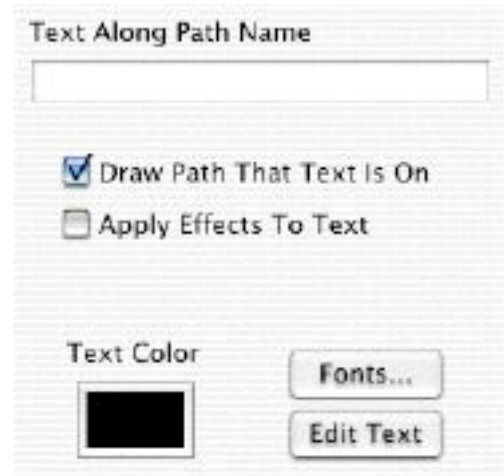 Text Along Path Name
Draw Path That Text Is On
Apply Effects To Text
Text Color
Fonts...
Edit Text